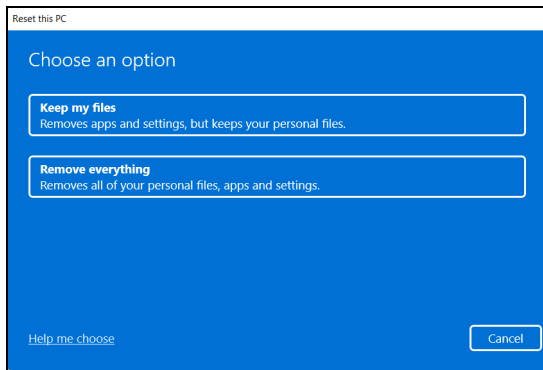 Reset this PC
Choose an option
Keep my files
Removes apps and settings, but keeps your personal files.
Remove everything
Removes all of your personal files, apps and settings.
Help me choose
Cancel